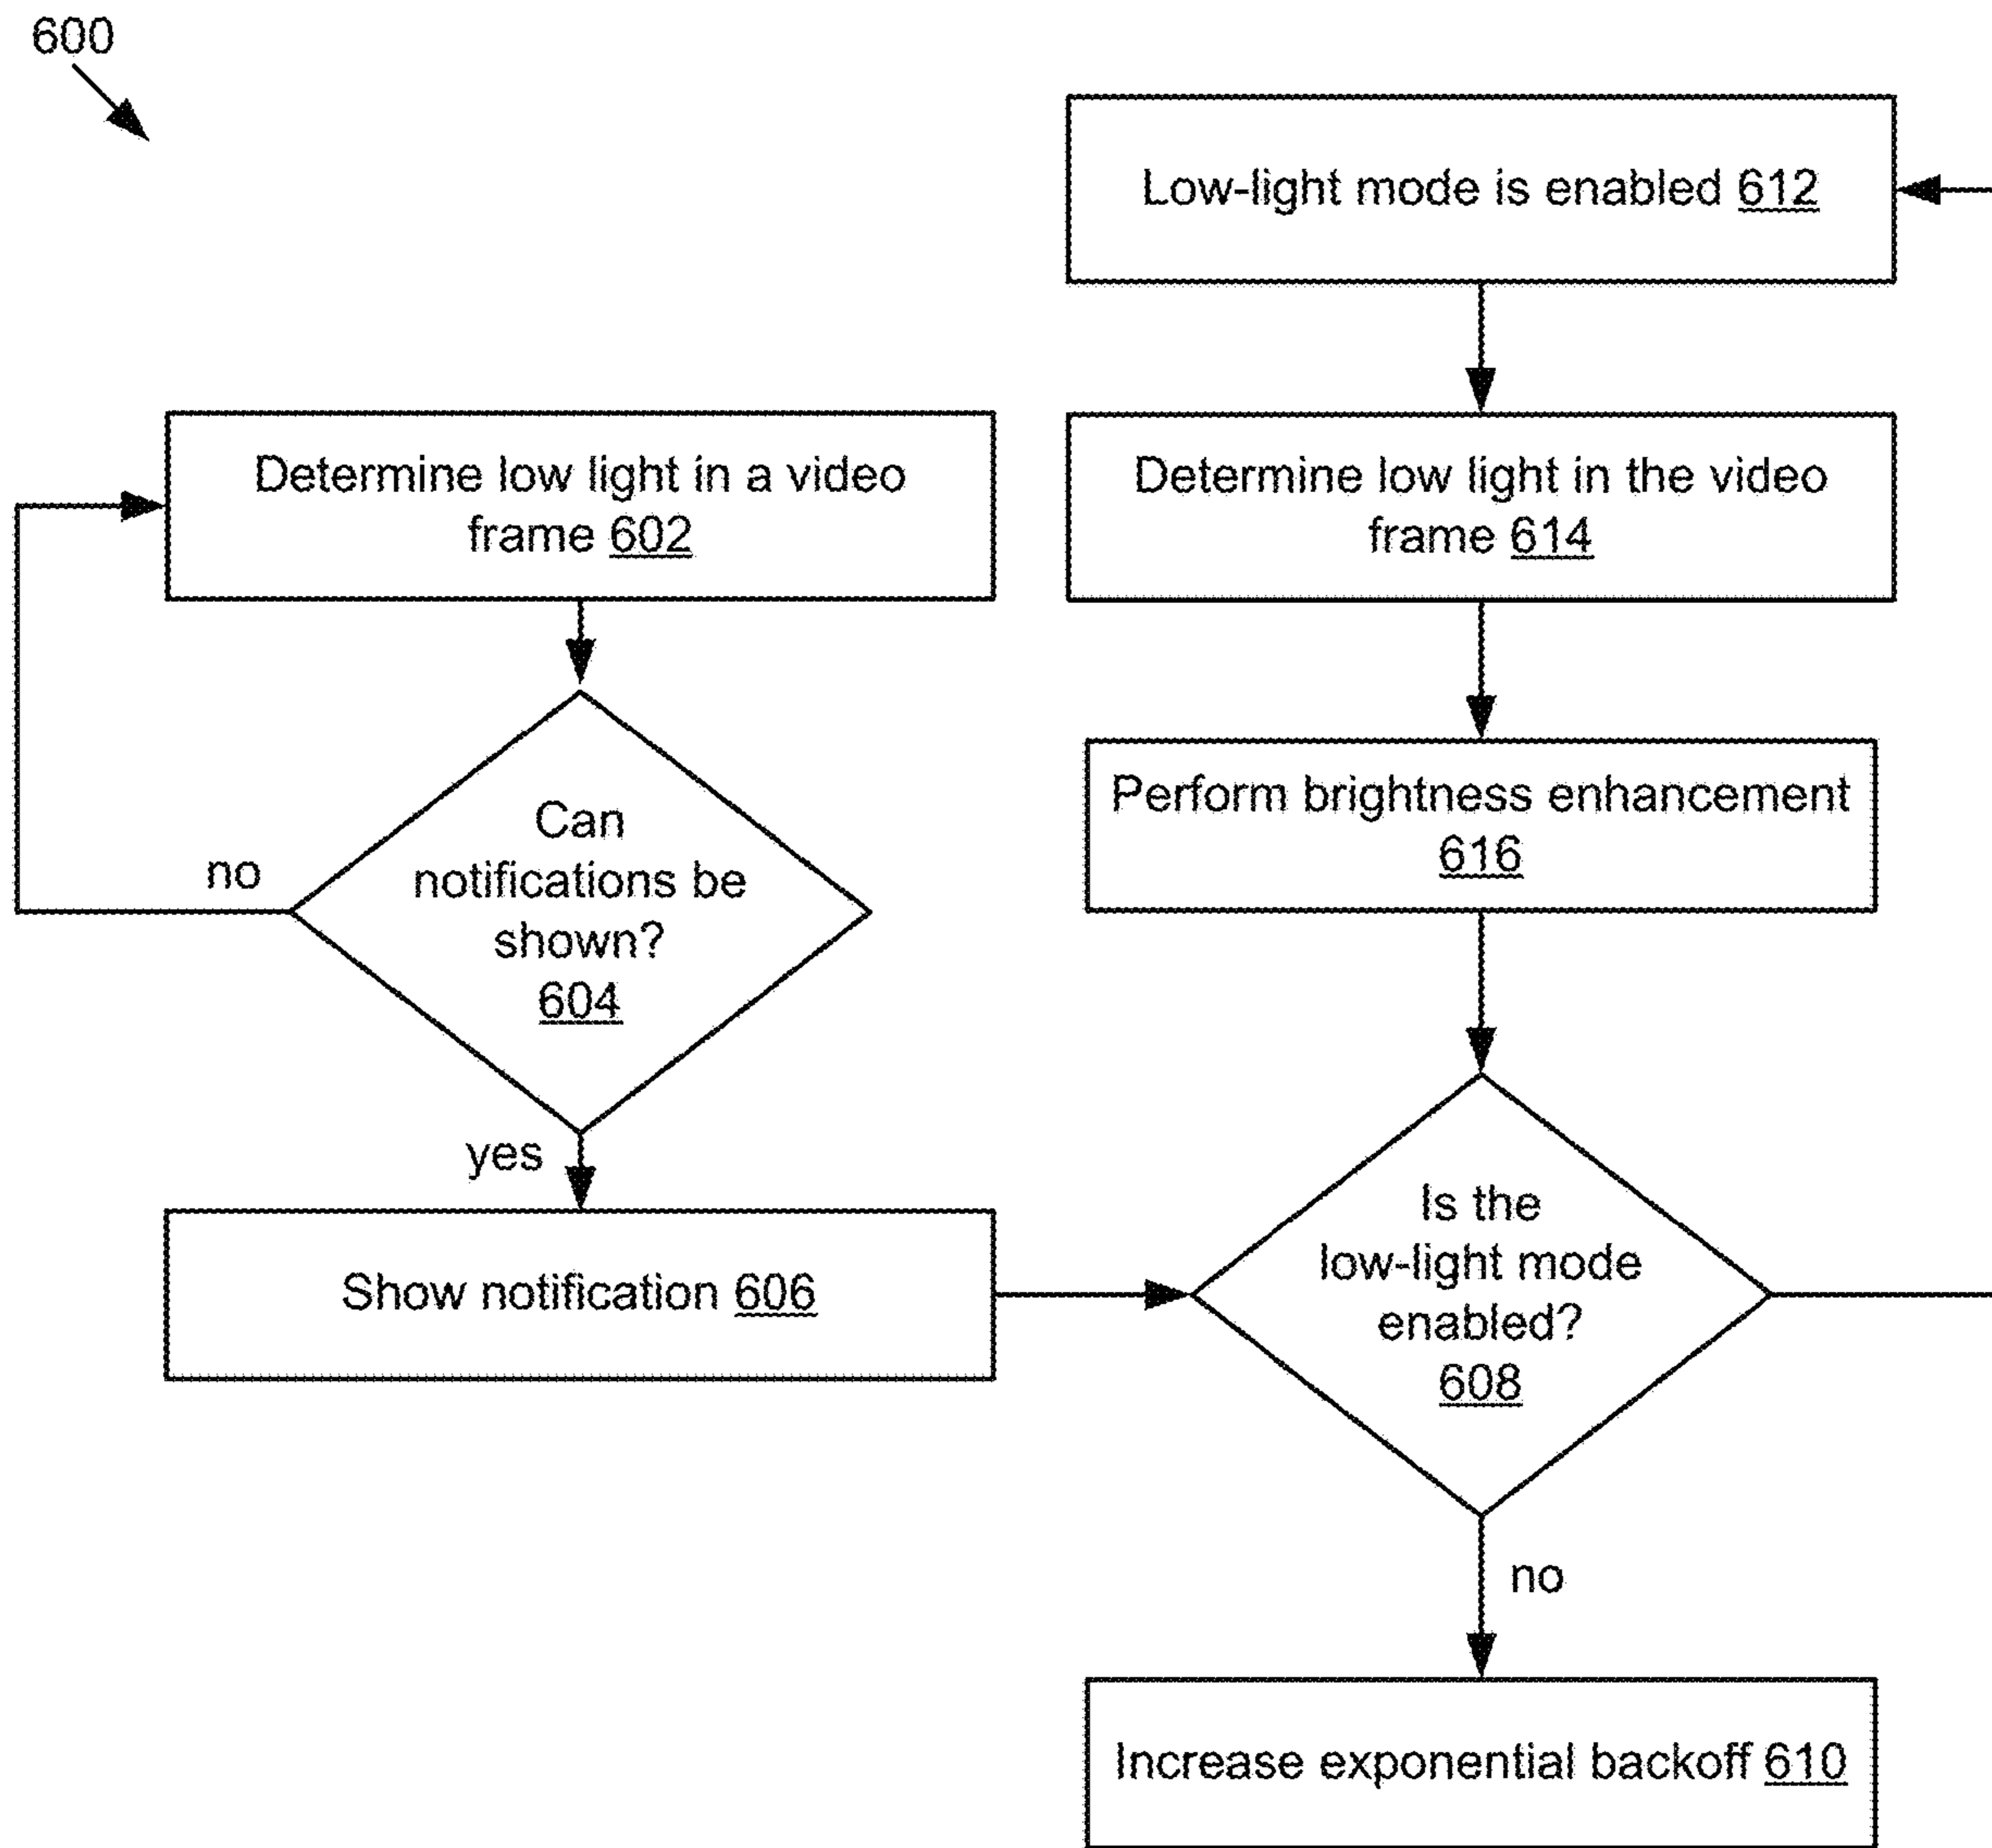 600
Low-light mode is enabled 612
Determine low light in a video
frame 602
Determine low light in the video
frame 614
Perform brightness enhancement
616
Can
notifications be
shown?
604
no
yes
Show notification 606
Is the
low-light mode
enabled?
608
no
Increase exponential backoff 610